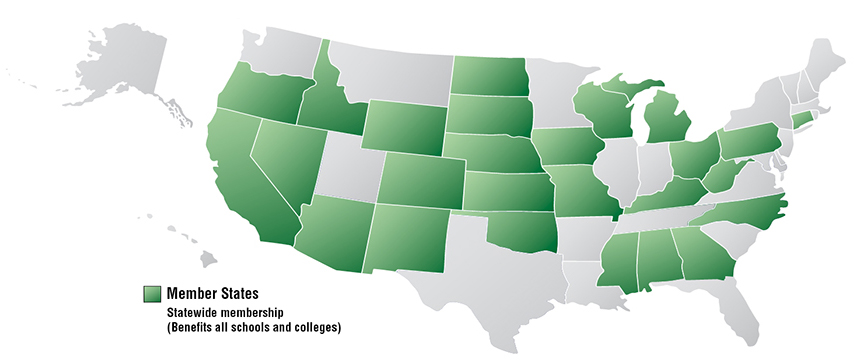 Member States
Statewide membership
(Benefits all schools and colleges)